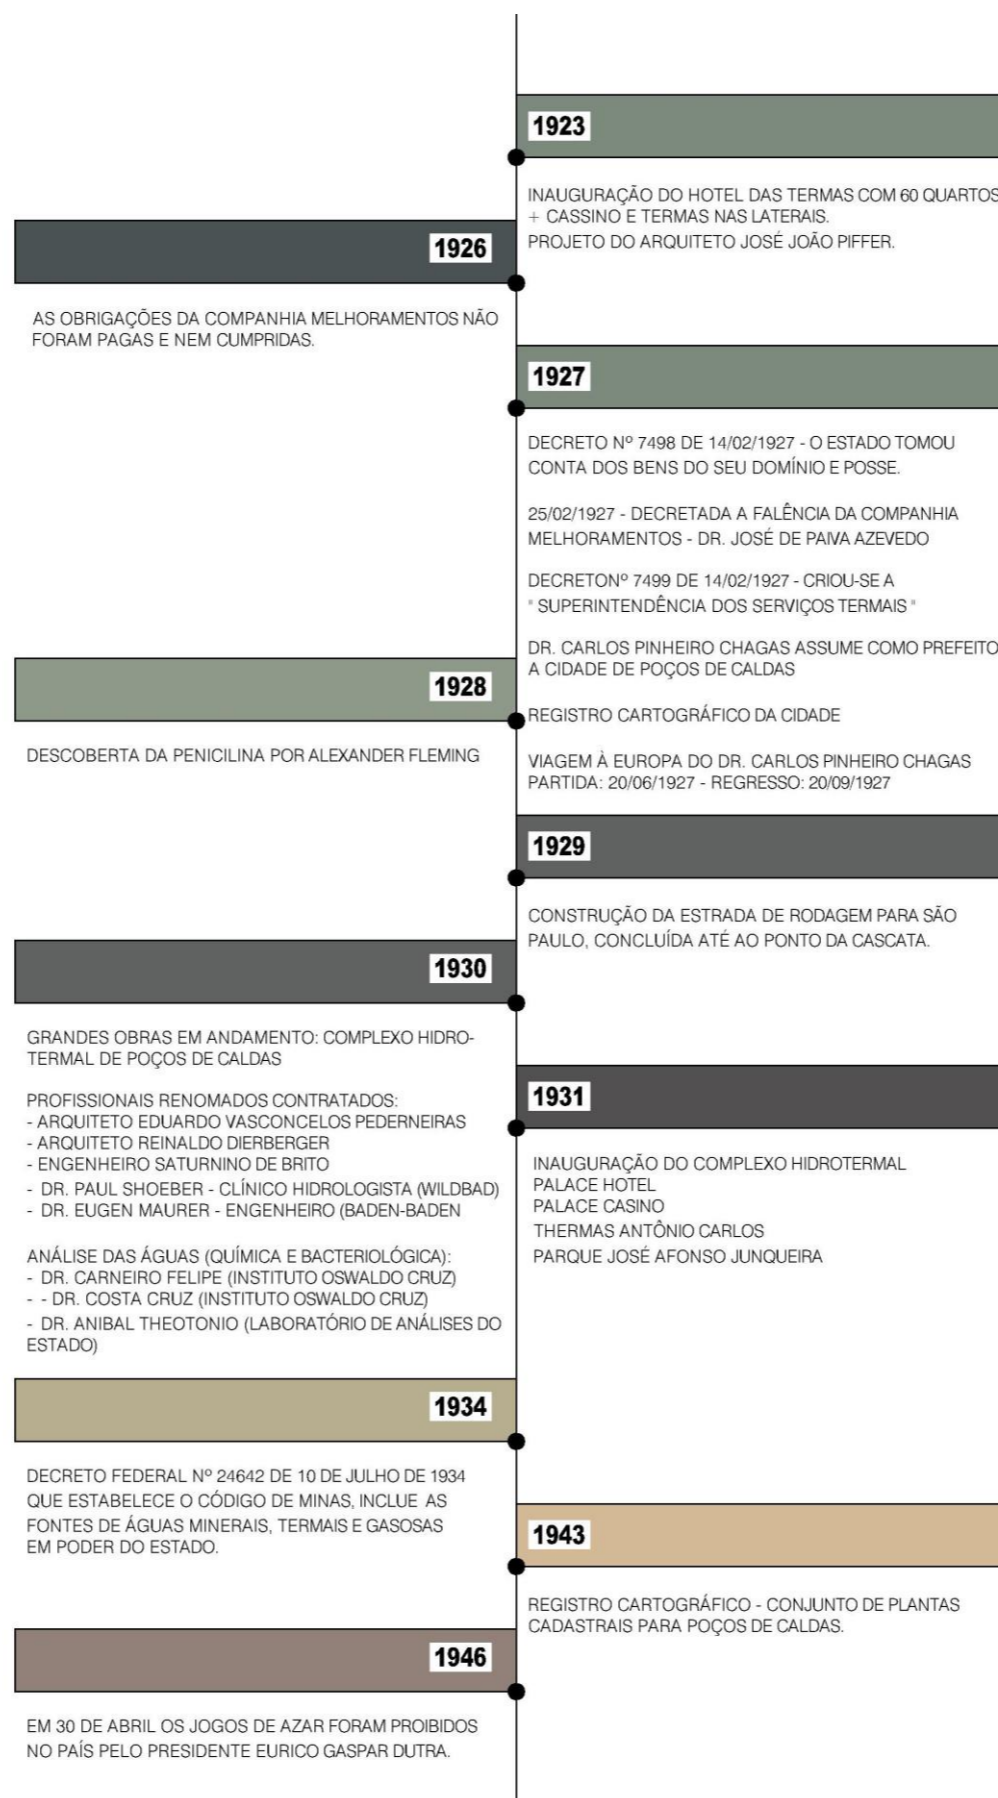 1923
INAUGURAÇÃO DO HOTEL DAS TERMAS COM 60 QUARTOS
+ CASSINO E TERMAS NAS LATERAIS.
PROJETO DO ARQUITETO JOSÉ JOÃO PIFFER.
1926
AS OBRIGAÇÕES DA COMPANHIA MELHORAMENTOS NÃO
FORAM PAGAS E NEM CUMPRIDAS.
1927
DECRETO Nº 7498 DE 14/02/1927 - O ESTADO TOMOU
CONTA DOS BENS DO SEU DOMÍNIO E POSSE.
25/02/1927 - DECRETADA A FALÊNCIA DA COMPANHIA
MELHORAMENTOS - DR. JOSÉ DE PAIVA AZEVEDO
DECRETONº 7499 DE 14/02/1927 - CRIOU-SE A
" SUPERINTENDÊNCIA DOS SERVIÇOS TERMAIS "
DR. CARLOS PINHEIRO CHAGAS ASSUME COMO PREFEITO
A CIDADE DE POÇOS DE CALDAS
REGISTRO CARTOGRÁFICO DA CIDADE
VIAGEM À EUROPA DO DR. CARLOS PINHEIRO CHAGAS
PARTIDA: 20/06/1927 - REGRESSO: 20/09/1927
1928
DESCOBERTA DA PENICILINA POR ALEXANDER FLEMING
1929
CONSTRUÇÃO DA ESTRADA DE RODAGEM PARA SÃO
PAULO, CONCLUÍDA ATÉ AO PONTO DA CASCATA.
1930
GRANDES OBRAS EM ANDAMENTO: COMPLEXO HIDRO-
TERMAL DE POÇOS DE CALDAS
PROFISSIONAIS RENOMADOS CONTRATADOS:
- ARQUITETO EDUARDO VASCONCELOS PEDERNEIRAS
- ARQUITETO REINALDO DIERBERGER
- ENGENHEIRO SATURNINO DE BRITO
- DR. PAUL SHOEBER - CLÍNICO HIDROLOGISTA (WILDBAD)
- DR. EUGEN MAURER - ENGENHEIRO (BADEN-BADEN
ANÁLISE DAS ÁGUAS (QUÍMICA E BACTERIOLÓGICA):
- DR. CARNEIRO FELIPE (INSTITUTO OSWALDO CRUZ)
- - DR. COSTA CRUZ (INSTITUTO OSWALDO CRUZ)
- DR. ANIBAL THEOTONIO (LABORATÓRIO DE ANÁLISES DO
ESTADO)
1931
INAUGURAÇÃO DO COMPLEXO HIDROTERMAL
PALACE HOTEL
PALACE CASINO
THERMAS ANTÔNIO CARLOS
PARQUE JOSÉ AFONSO JUNQUEIRA
1934
DECRETO FEDERAL Nº 24642 DE 10 DE JULHO DE 1934
QUE ESTABELECE O CÓDIGO DE MINAS, INCLUE AS
FONTES DE ÁGUAS MINERAIS, TERMAIS E GASOSAS
EM PODER DO ESTADO.
1943
REGISTRO CARTOGRÁFICO - CONJUNTO DE PLANTAS
CADASTRAIS PARA POÇOS DE CALDAS.
1946
EM 30 DE ABRIL OS JOGOS DE AZAR FORAM PROIBIDOS
NO PAÍS PELO PRESIDENTE EURICO GASPAR DUTRA.